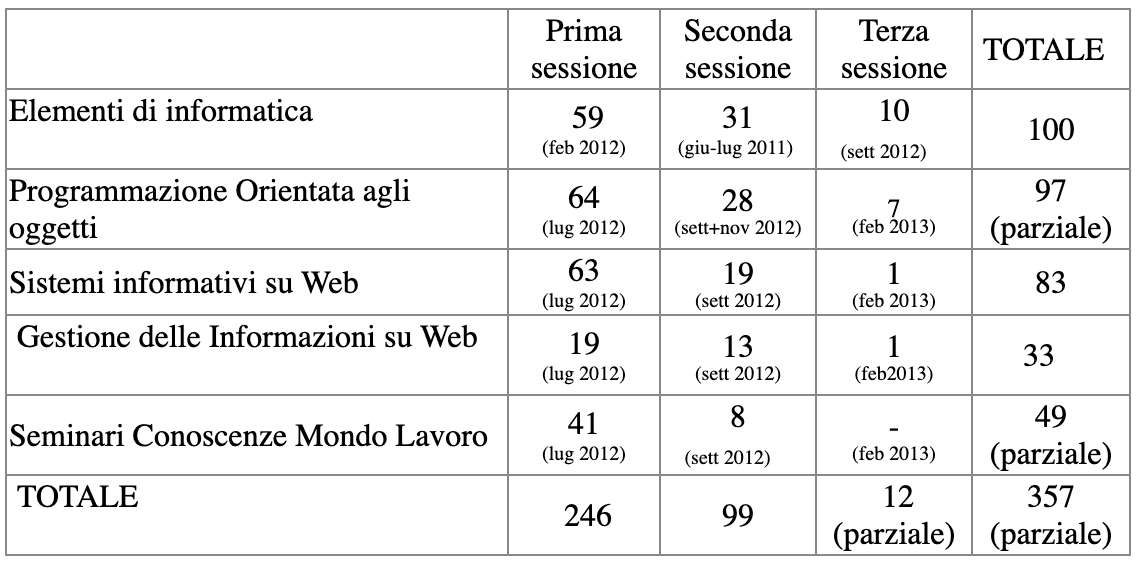 Prima sessione Seconda sessione Terza sessione TOTALE
Elementi di informatica 59 (feb 2012) 31 (giu-lug 2011) 10 (sett 2012) 100
Programmazione Orientata agli oggetti 64 (lug 2012) 28 (sett+nov 2012) 7 (feb 2013) 97 (parziale)
Sistemi informativi su Web 63 (lug 2012) 19 (sett 2012) 1 (feb 2013) 83
Gestione delle Informazioni su Web 19 (lug 2012) 13 (sett 2012) 1 (feb2013) 33
Seminari Conoscenze Mondo Lavoro 41 (lug 2012) 8 (sett 2012) - (feb 2013) 49 (parziale)
TOTALE 246 99 12 (parziale) 357 (parziale)